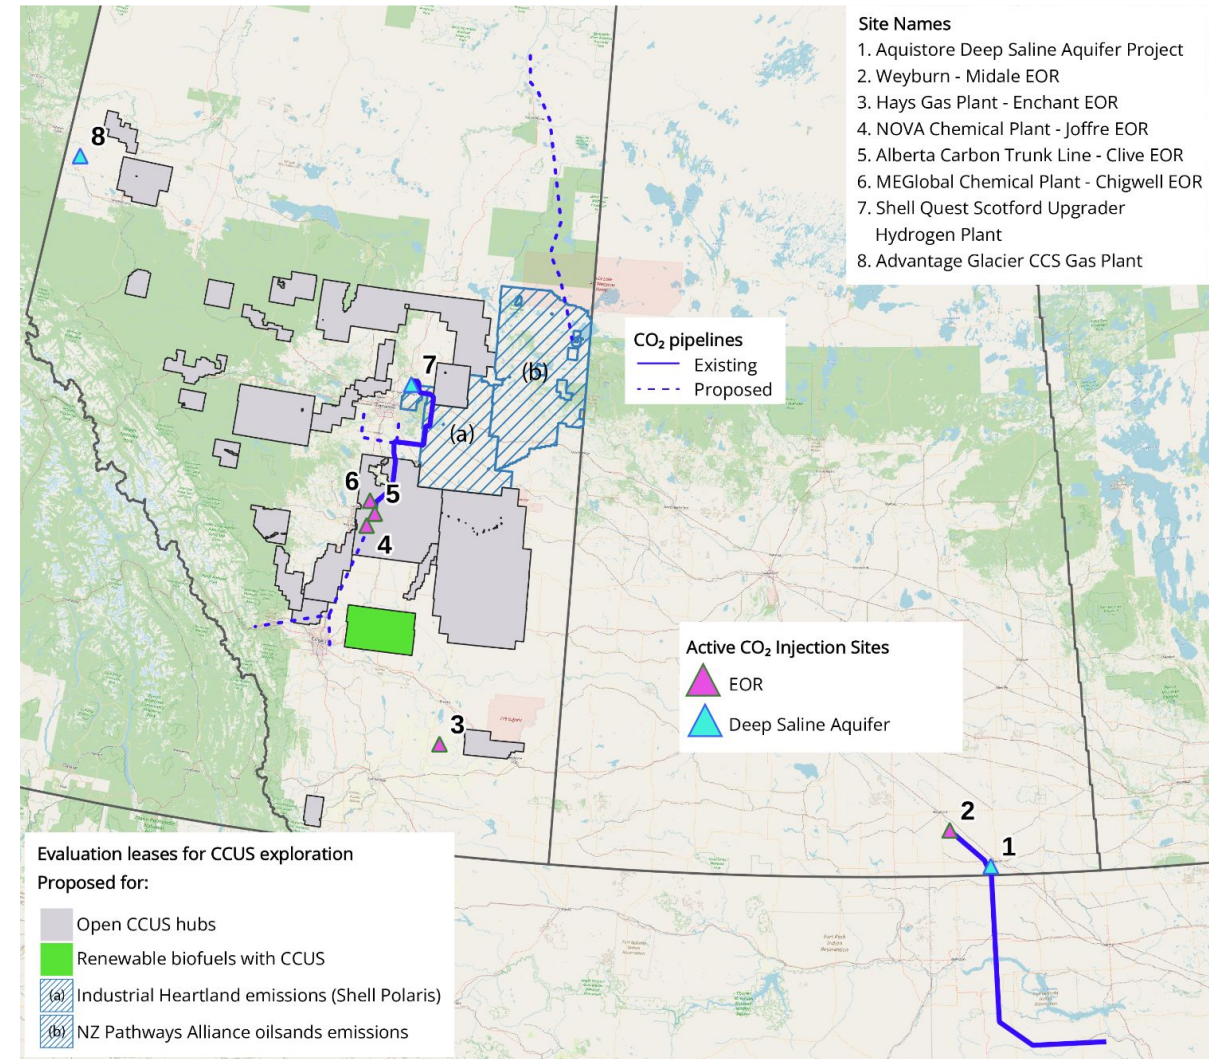 Site Names
1. Aquistore Deep Saline Aquifer Project
2. Weyburn - Midale EOR
3. Hays Gas Plant - Enchant EOR
4. NOVA Chemical Plant - Joffre EOR
5. Alberta Carbon Trunk Line - Clive EOR
6. MEGlobal Chemical Plant - Chigwell EOR
7. Shell Quest Scotford Upgrader
Hydrogen Plant
8. Advantage Glacier CCS Gas Plant
8
CO₂ pipelines
Existing
Proposed
7
(b)
(a)
6
5
4
Active CO₂ Injection Sites
EOR
Deep Saline Aquifer
3
2
1
Evaluation leases for CCUS exploration
Proposed for:
Open CCUS hubs
Renewable biofuels with CCUS
(a) Industrial Heartland emissions (Shell Polaris)
(b) NZ Pathways Alliance oilsands emissions
Fort Peck
Indian
Reservation